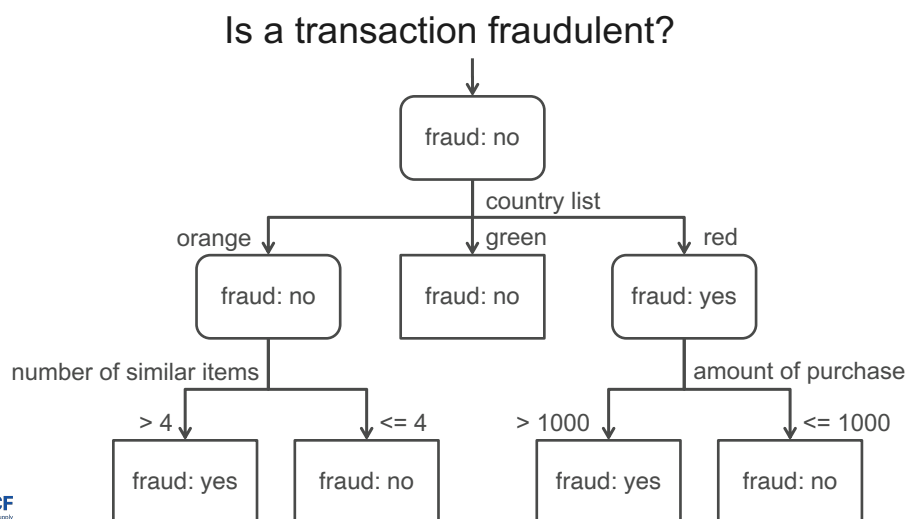 Is a transaction fraudulent?
fraud: no
country list
orange
green
red
fraud: no
fraud: no
fraud: yes
number of similar items
amount of purchase
> 4
<= 4
> 1000
<= 1000
fraud: yes
fraud: no
fraud: yes
fraud: no